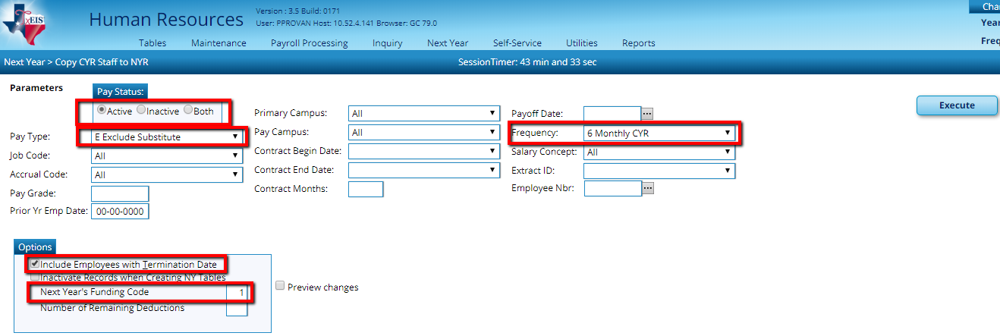 TxEIS
Human Resources
Version : 3.5 Build: 0171
User: PPROVAN Host: 10.52.4.141 Browser: GC 79.0
Cha
Year
Freq
Tables Maintenance Payroll Processing Inquiry Next Year Self-Service Utilities Reports
Next Year > Copy CYR Staff to NYR SessionTimer: 43 min and 33 sec
Parameters
Pay Status:
Active Inactive Both
Pay Type: E Exclude Substitute
Job Code: All
Accrual Code: All
Pay Grade:
Prior Yr Emp Date: 00-00-0000
Primary Campus: All
Pay Campus: All
Contract Begin Date:
Contract End Date:
Contract Months:
Payoff Date: ...
Frequency: 6 Monthly CYR
Salary Concept: All
Extract ID:
Employee Nbr: ...
Execute
Options
Include Employees with Termination Date
Inactivate Records when Creating NY Tables
Next Year's Funding Code 1
Number of Remaining Deductions
Preview changes